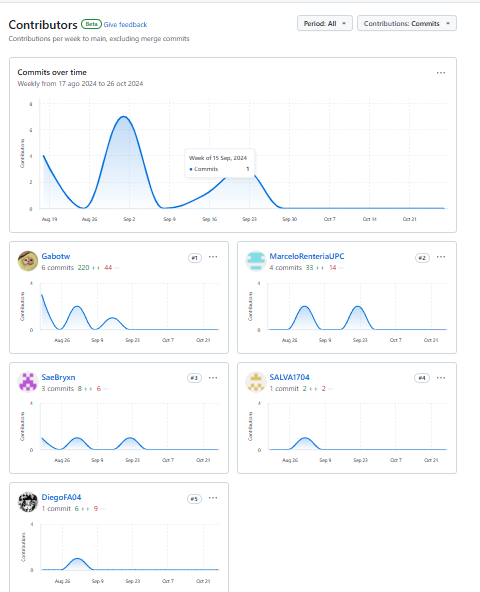 Contributors Beta Give feedback
Period: All
Contributions: Commits
Contributions per week to main, excluding merge commits
Commits over time
Weekly from 17 ago 2024 to 26 oct 2024
Contributions
8
6
4
2
0
Week of 15 Sep, 2024
Commits 1
Aug 19 Aug 26 Sep 2 Sep 9 Sep 16 Sep 23 Sep 30 Oct 7 Oct 14 Oct 21
Gabotw #1
6 commits 220 ++ 44 --
Contributions
4
0
Aug 26 Sep 9 Sep 23 Oct 7 Oct 21
MarceloRenteriaUPC #2
4 commits 33 ++ 14 --
Contributions
4
0
Aug 26 Sep 9 Sep 23 Oct 7 Oct 21
SaeBryxn #3
3 commits 8 ++ 6 --
Contributions
4
0
Aug 26 Sep 9 Sep 23 Oct 7 Oct 21
SALVA1704 #4
1 commit 2 ++ 2 --
Contributions
4
0
Aug 26 Sep 9 Sep 23 Oct 7 Oct 21
DiegoFA04 #5
1 commit 6 ++ 9 --
Contributions
4
0
Aug 26 Sep 9 Sep 23 Oct 7 Oct 21